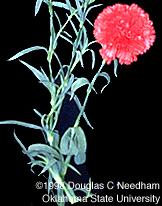 ©1998 Douglas C Needham
Oklahoma State University